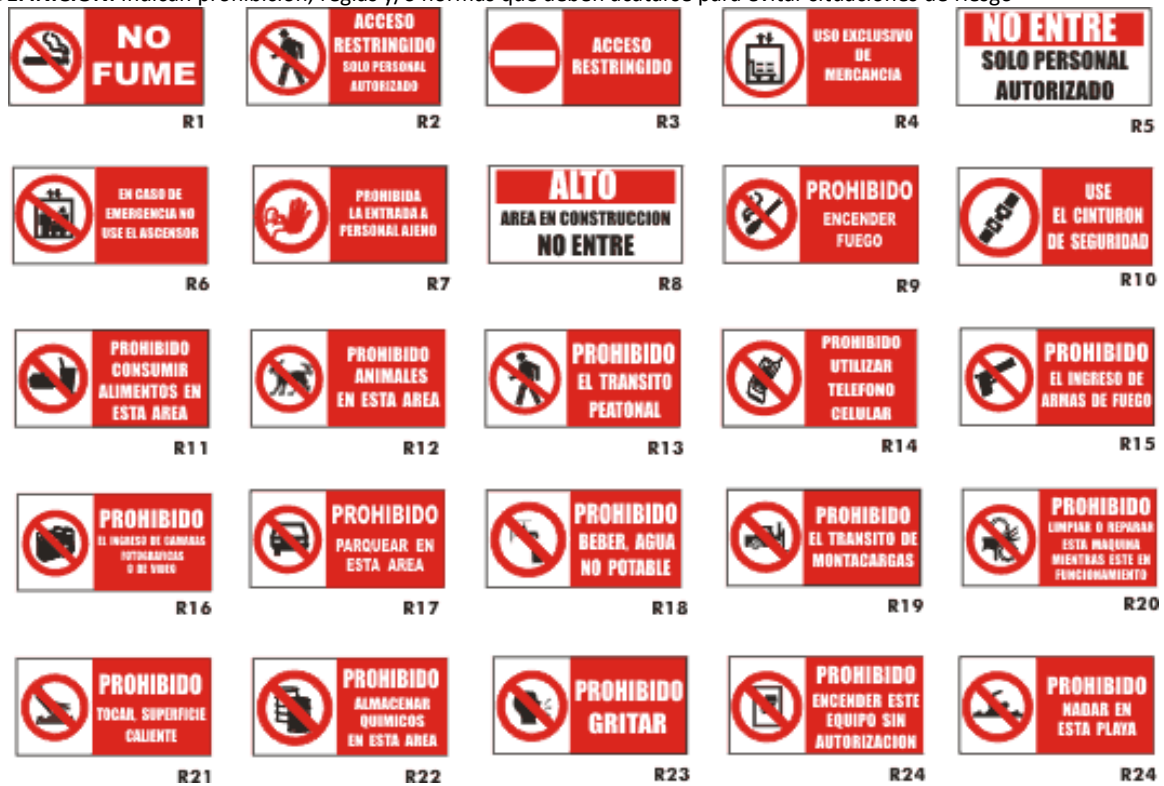 Indican prohibición, reglas y/o normas que deben acatarse para evitar situaciones de riesgo
NO
FUME
R1
ACCESO
RESTRINGIDO
SOLO PERSONAL
AUTORIZADO
R2
ACCESO
RESTRINGIDO
R3
USO EXCLUSIVO
DE
MERCANCIA
R4
NO ENTRE
SOLO PERSONAL
AUTORIZADO
R5
EN CASO DE
EMERGENCIA NO
USE EL ASCENSOR
R6
PROHIBIDA
LA ENTRADA A
PERSONAL AJENO
R7
ALTO
AREA EN CONSTRUCCION
NO ENTRE
R8
PROHIBIDO
ENCENDER
FUEGO
R9
USE
EL CINTURON
DE SEGURIDAD
R10
PROHIBIDO
CONSUMIR
ALIMENTOS EN
ESTA AREA
R11
PROHIBIDO
ANIMALES
EN ESTA AREA
R12
PROHIBIDO
EL TRANSITO
PEATONAL
R13
PROHIBIDO
UTILIZAR
TELEFONO
CELULAR
R14
PROHIBIDO
EL INGRESO DE
ARMAS DE FUEGO
R15
PROHIBIDO
EL INGRESO DE CAMARAS
FOTOGRAFICAS
O DE VIDEO
R16
PROHIBIDO
PARQUEAR EN
ESTA AREA
R17
PROHIBIDO
BEBER, AGUA
NO POTABLE
R18
PROHIBIDO
EL TRANSITO DE
MONTACARGAS
R19
PROHIBIDO
LIMPIAR O REPARAR
ESTA MAQUINA
MIENTRAS ESTE EN
FUNCIONAMIENTO
R20
PROHIBIDO
TOCAR, SUPERFICIE
CALIENTE
R21
PROHIBIDO
ALMACENAR
QUIMICOS
EN ESTA AREA
R22
PROHIBIDO
GRITAR
R23
PROHIBIDO
ENCENDER ESTE
EQUIPO SIN
AUTORIZACION
R24
PROHIBIDO
NADAR EN
ESTA PLAYA
R24